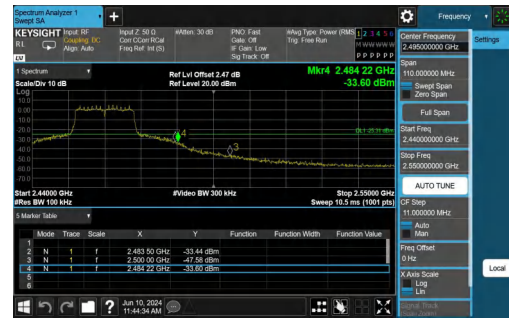 Spectrum Analyzer 1
Swept SA
+
Frequency
Settings
KEYSIGHT
RL
Input: RF
Coupling: DC
Align: Auto
Input Z: 50 Ω
Corr CCorr RCal
Freq Ref: Int (S)
#Atten: 30 dB
PNO: Fast
Gate: Off
IF Gain: Low
Sig Track: Off
#Avg Type: Power (RMS
Trig: Free Run
1 2 3 4 5 6
M W W W W W
P P P P P P
LXI
1 Spectrum
Scale/Div 10 dB
Ref Lvl Offset 2.47 dB
Ref Level 20.00 dBm
Mkr4 2.484 22 GHz
-33.60 dBm
Log
10.0
0.00
-10.0
-20.0
-30.0
-40.0
-50.0
-60.0
-70.0
4
3
Start 2.44000 GHz
#Res BW 100 kHz
#Video BW 300 kHz
Stop 2.55000 GHz
Sweep 10.5 ms (1001 pts)
5 Marker Table
Mode Trace Scale X Y Function Function Width Function Value
1
2 N 1 f 2.483 50 GHz -33.44 dBm
3 N 1 f 2.500 00 GHz -47.58 dBm
4 N 1 f 2.484 22 GHz -33.60 dBm
5
6
Jun 10, 2024
11:44:34 AM
?
Center Frequency
2.495000000 GHz
Span
110.000000 MHz
Swept Span
Zero Span
Full Span
Start Freq
2.440000000 GHz
Stop Freq
2.550000000 GHz
AUTO TUNE
CF Step
11.000000 MHz
Auto
Man
Freq Offset
0 Hz
X Axis Scale
Log
Lin
Signal Track
Local